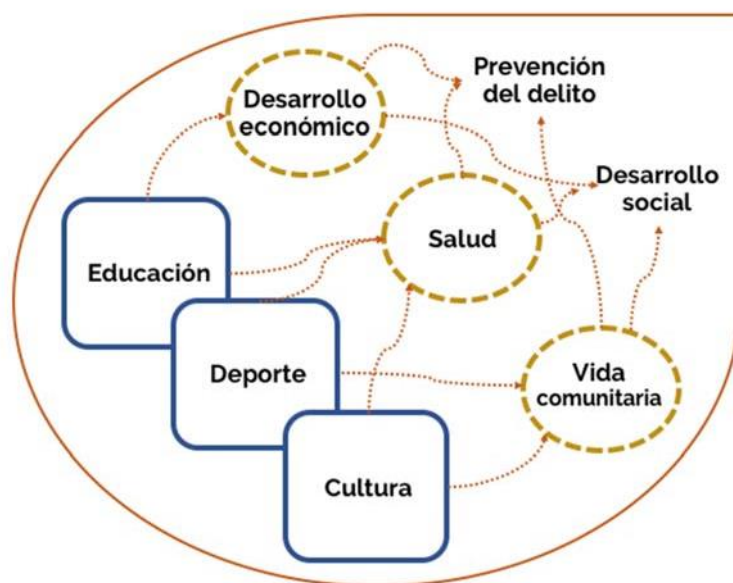 Prevención
del delito
Desarrollo
económico
Desarrollo
social
Salud
Educación
Deporte
Vida
comunitaria
Cultura